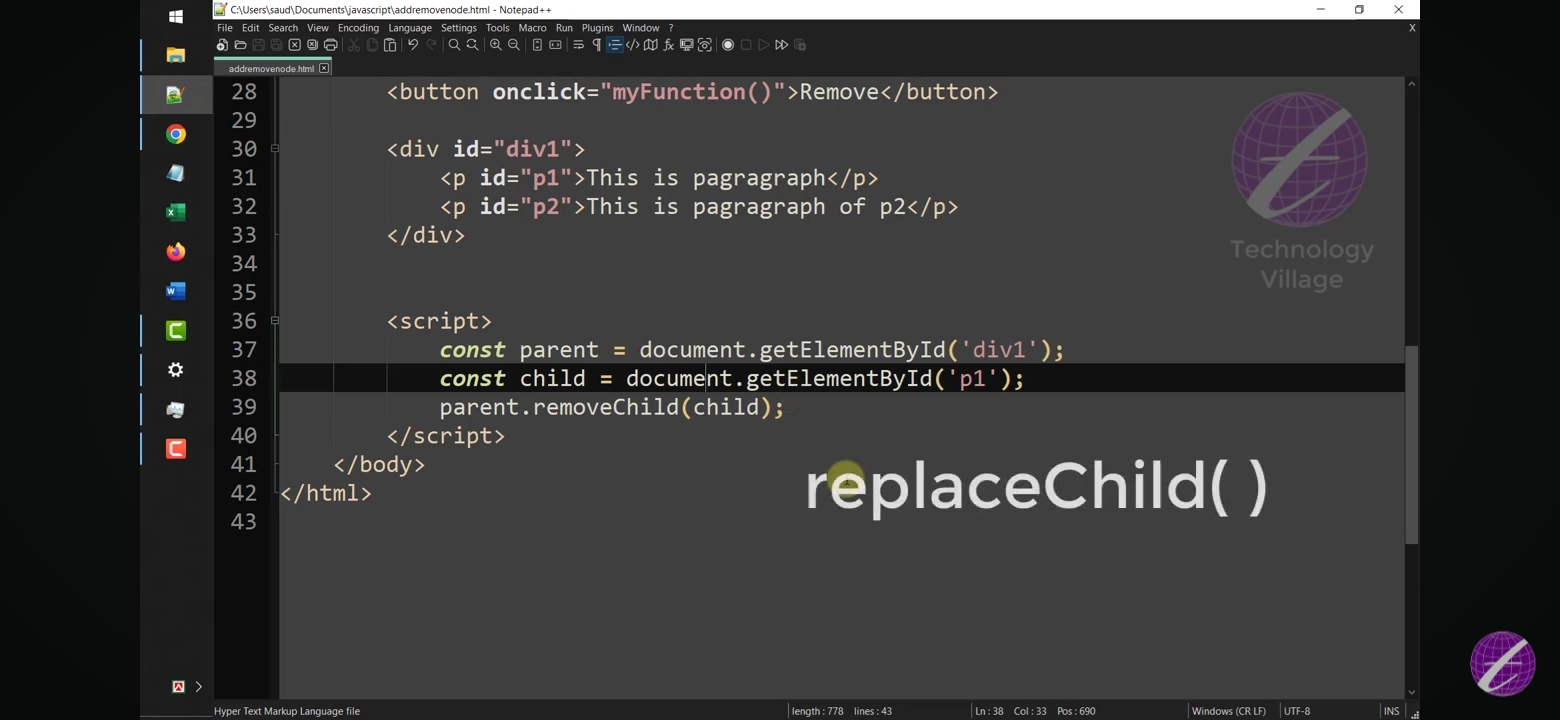 C:\Users\saud\Documents\javascript\addremovenode.html - Notepad++
File Edit Search View Encoding Language Settings Tools Macro Run Plugins Window ? X
addremovenode.html
28 <button onclick="myFunction()">Remove</button>
29
30 <div id="div1">
31 <p id="p1">This is pagragraph</p>
32 <p id="p2">This is pagragraph of p2</p>
33 </div>
34
35
36 <script>
37 const parent = document.getElementById('div1');
38 const child = document.getElementById('p1');
39 parent.removeChild(child);
40 </script>
41 </body>
42 </html>
43
Technology
Village
replaceChild( )
Hyper Text Markup Language file length : 778 lines : 43 Ln : 38 Col : 33 Pos : 690 Windows (CR LF) UTF-8 INS